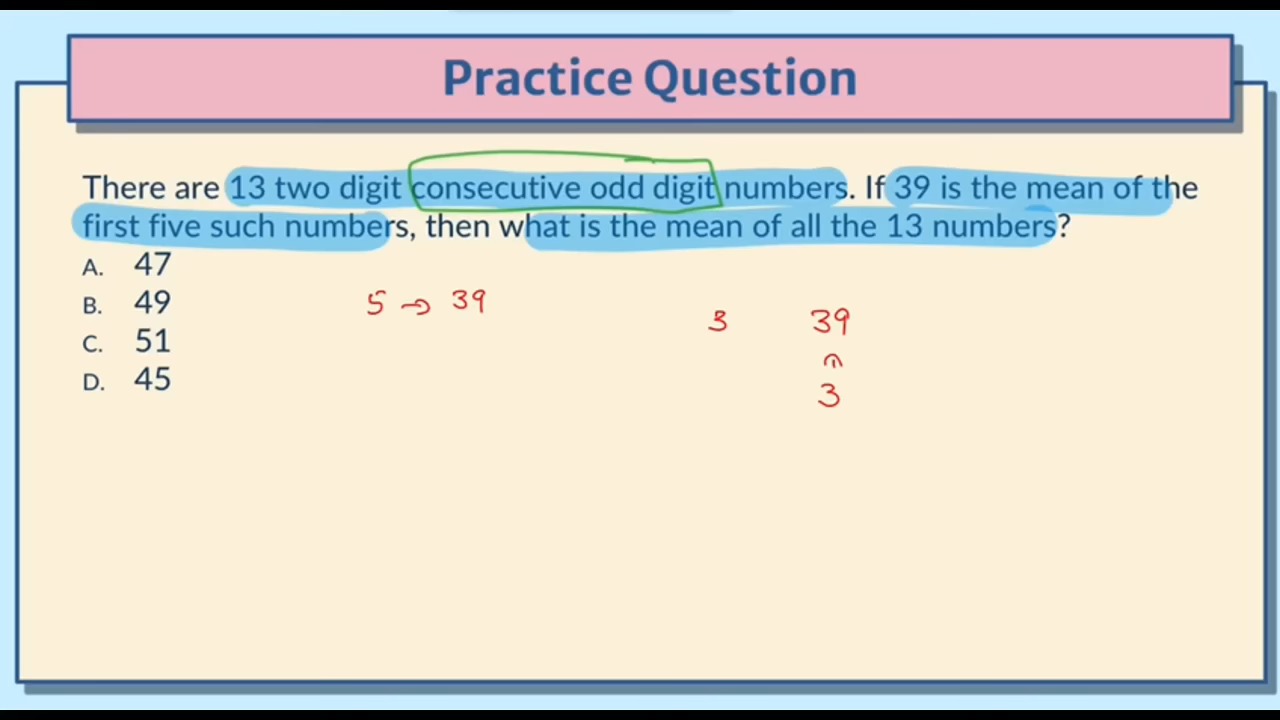 Practice Question
There are 13 two digit consecutive odd digit numbers. If 39 is the mean of the
first five such numbers, then what is the mean of all the 13 numbers?
A. 47
B. 49
C. 51
D. 45
5 → 39
3 39
3